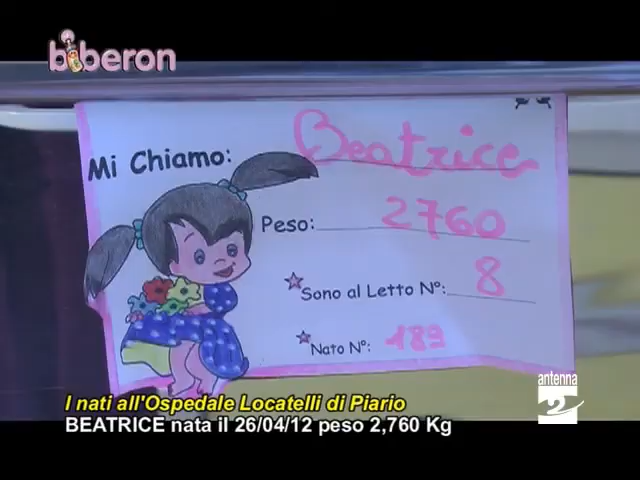 biberon
Mi Chiamo: Beatrice
Peso: 2760
Sono al Letto N°: 8
Nato N°: 189
I nati all'Ospedale Locatelli di Piario
BEATRICE nata il 26/04/12 peso 2,760 Kg
antenna
2